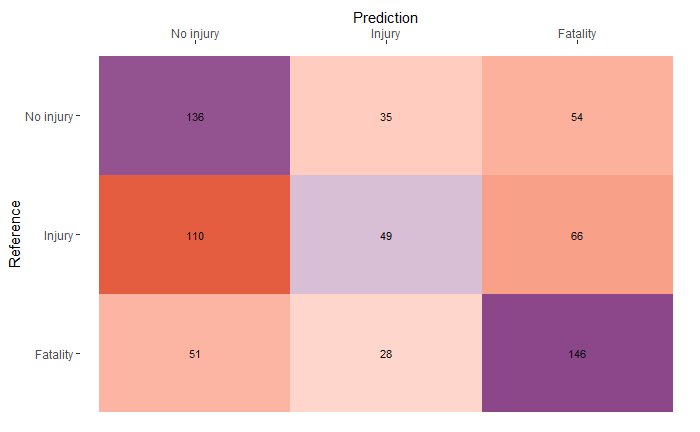 Prediction
No injury Injury Fatality
No injury 136 35 54
Reference
Injury 110 49 66
Fatality 51 28 146